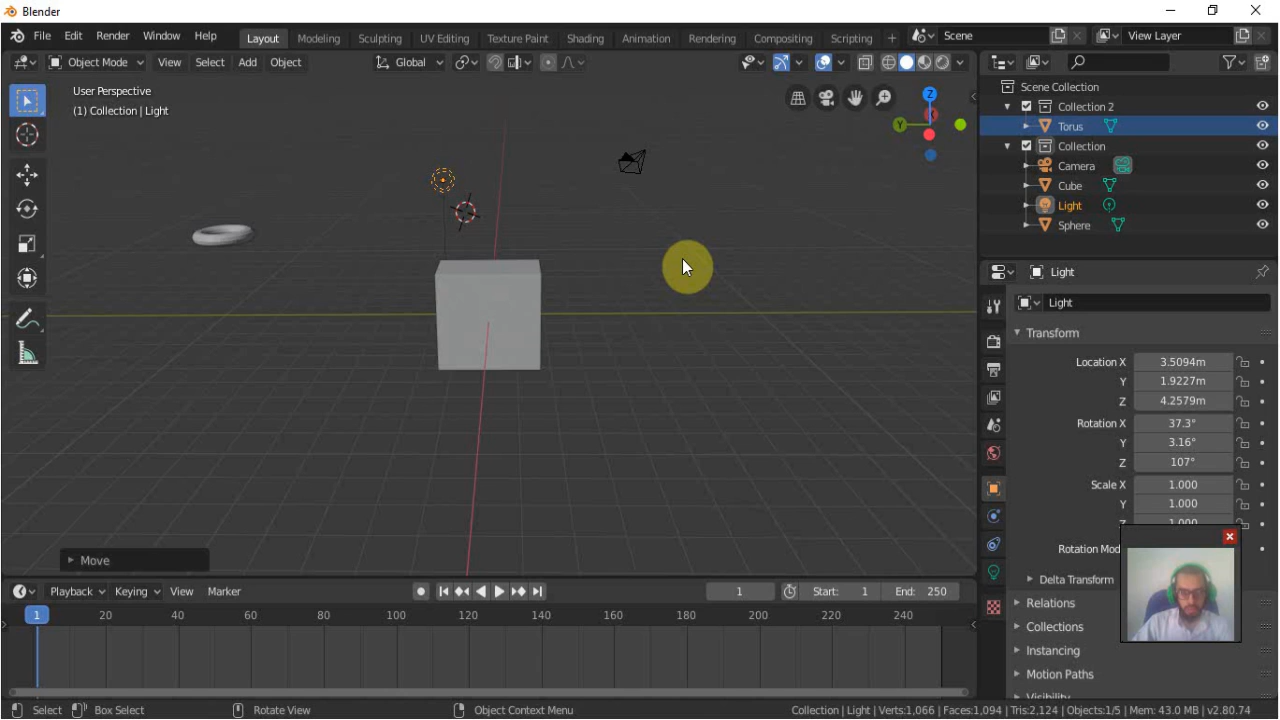 Blender
File Edit Render Window Help Layout Modeling Sculpting UV Editing Texture Paint Shading Animation Rendering Compositing Scripting + Scene View Layer
Object Mode View Select Add Object Global
User Perspective
(1) Collection | Light
Z
Y
Scene Collection
Collection 2
Torus
Collection
Camera
Cube
Light
Sphere
Light
Light
Transform
Location X 3.5094m
Y 1.9227m
Z 4.2579m
Rotation X 37.3°
Y 3.16°
Z 107°
Scale X 1.000
Y 1.000
Z 1.000
Rotation Mod
Delta Transform
Relations
Collections
Instancing
Motion Paths
Visibility
Move
Playback Keying View Marker 1 Start: 1 End: 250
1 20 40 60 80 100 120 140 160 180 200 220 240
Select Box Select Rotate View Object Context Menu Collection | Light | Verts:1,066 | Faces:1,094 | Tris:2,124 | Objects:1/5 | Mem: 43.0 MB | v2.80.74